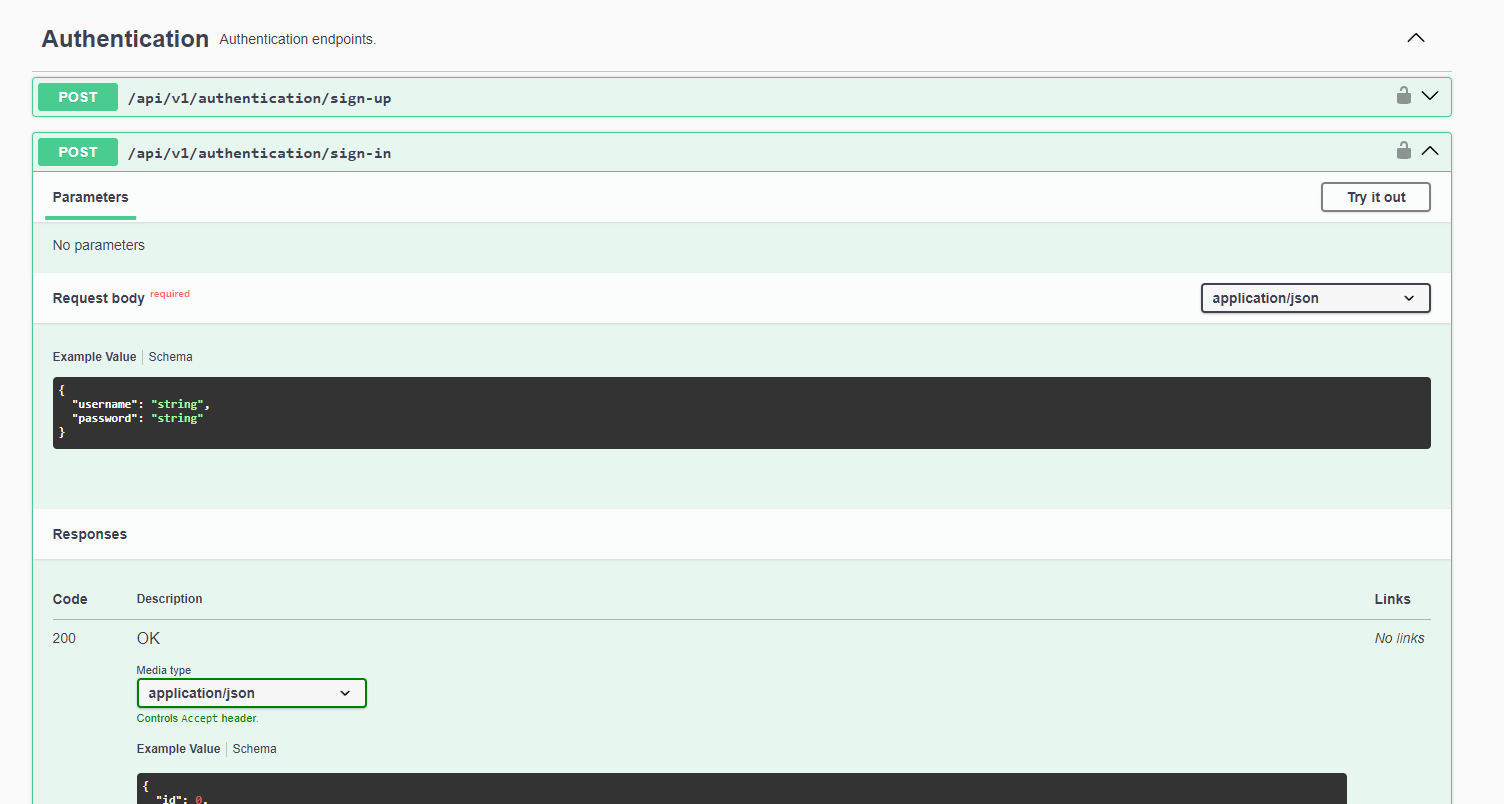 Authentication Authentication endpoints.
POST /api/v1/authentication/sign-up
POST /api/v1/authentication/sign-in
Parameters Try it out
No parameters
Request body required application/json
Example Value Schema
{
  "username": "string",
  "password": "string"
}
Responses
Code Description Links
200 OK No links
Media type
application/json
Controls Accept header.
Example Value Schema
{
  "id": 0,